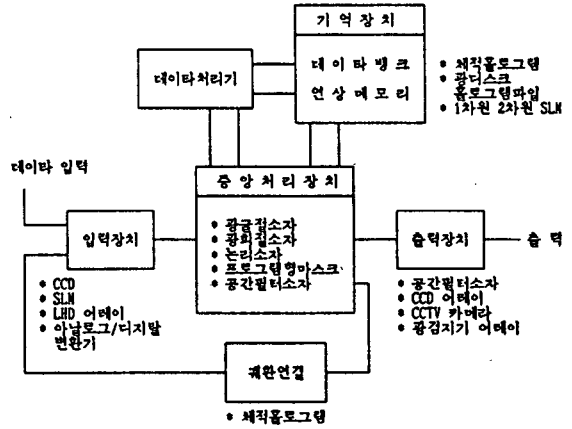 기 억 장 치
데 이 타 뱅 크
연 상 메 모 리
* 체적홀로그램
* 광디스크
홀로그램파일
* 1차원 2차원 SLM
데이타처리기
데이타 입력
중 앙 처 리 장 치
* 광굴절소자
* 광회절소자
* 논리소자
* 프로그램형마스크
* 공간필터소자
입력장치
* CCD
* SLM
* LHD 어레이
* 아날로그/디지탈
변환기
출력장치
출 력
* 공간필터소자
* CCD 어레이
* CCTV 카메라
* 광감지기 어레이
궤환연결
* 체적홀로그램